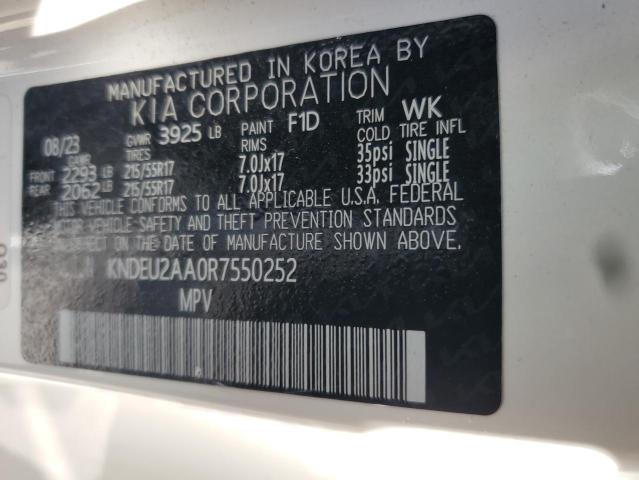 MANUFACTURED IN KOREA BY
KIA CORPORATION
08/23 GVWR 3925 LB PAINT F1D TRIM WK
GAWR TIRES RIMS COLD TIRE INFL
FRONT 2293 LB 215/55R17 7.0Jx17 35psi SINGLE
REAR 2062 LB 215/55R17 7.0Jx17 33psi SINGLE
THIS VEHICLE CONFORMS TO ALL APPLICABLE U.S.A. FEDERAL
MOTOR VEHICLE SAFETY AND THEFT PREVENTION STANDARDS
IN EFFECT ON THE DATE OF MANUFACTURE SHOWN ABOVE.
KNDEU2AA0R7550252
MPV